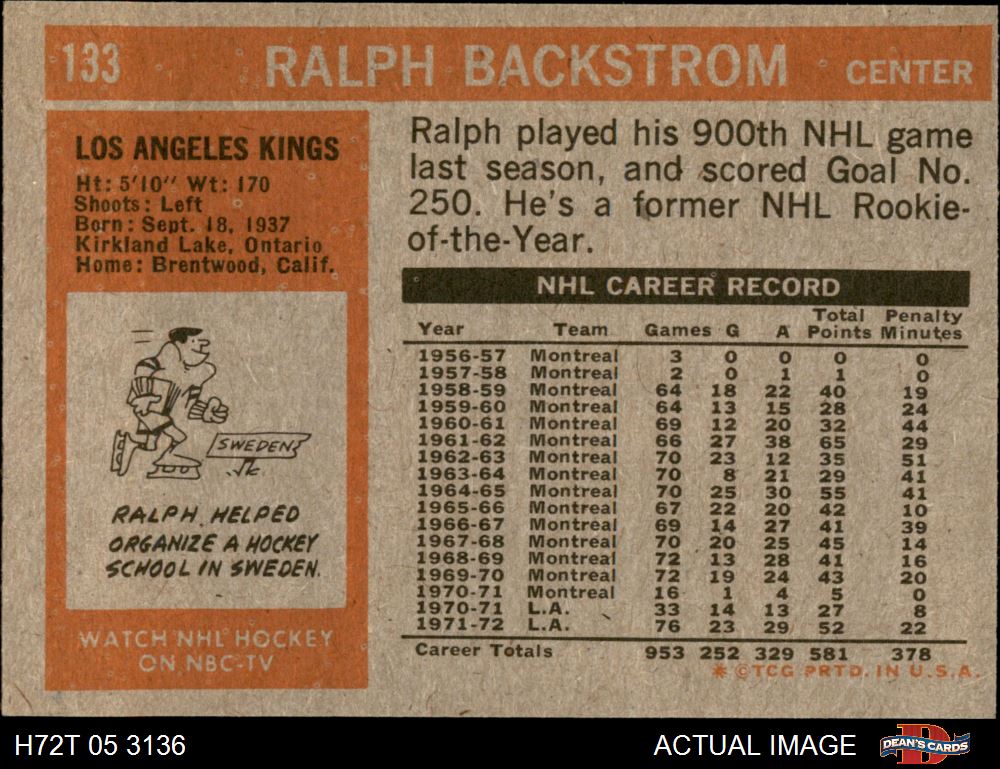 133 RALPH BACKSTROM CENTER
LOS ANGELES KINGS
Ht: 5'10" Wt: 170
Shoots: Left
Born: Sept. 18, 1937
Kirkland Lake, Ontario
Home: Brentwood, Calif.
SWEDEN
RALPH HELPED
ORGANIZE A HOCKEY
SCHOOL IN SWEDEN.
WATCH NHL HOCKEY
ON NBC-TV
Ralph played his 900th NHL game
last season, and scored Goal No.
250. He's a former NHL Rookie-
of-the-Year.
NHL CAREER RECORD
Year Team Games G A Total Points Penalty Minutes
1956-57 Montreal 3 0 0 0 0
1957-58 Montreal 2 0 1 1 0
1958-59 Montreal 64 18 22 40 19
1959-60 Montreal 64 13 15 28 24
1960-61 Montreal 69 12 20 32 44
1961-62 Montreal 66 27 38 65 29
1962-63 Montreal 70 23 12 35 51
1963-64 Montreal 70 8 21 29 41
1964-65 Montreal 70 25 30 55 41
1965-66 Montreal 67 22 20 42 10
1966-67 Montreal 69 14 27 41 39
1967-68 Montreal 70 20 25 45 14
1968-69 Montreal 72 13 28 41 16
1969-70 Montreal 72 19 24 43 20
1970-71 Montreal 16 1 4 5 0
1970-71 L.A. 33 14 13 27 8
1971-72 L.A. 76 23 29 52 22
Career Totals 953 252 329 581 378
* © TCG PRTD. IN U.S.A.
H72T 05 3136
ACTUAL IMAGE
DEAN'S CARDS